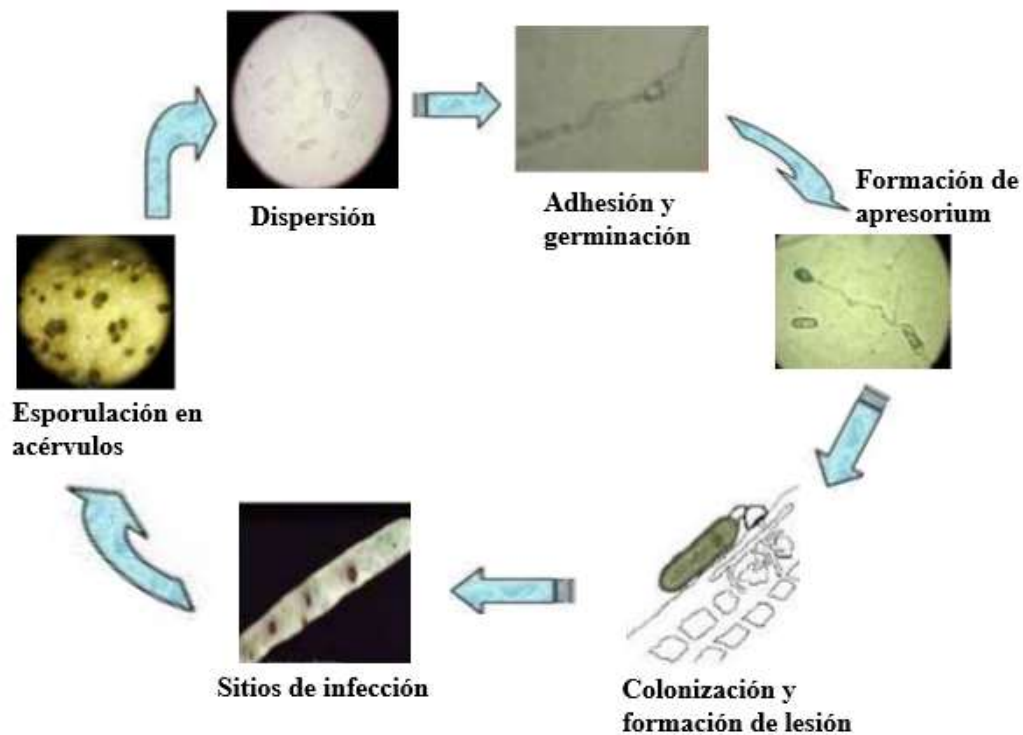 Dispersión
Adhesión y
germinación
Formación de
apresorium
Esporulación en
acérvulos
Sitios de infección
Colonización y
formación de lesión